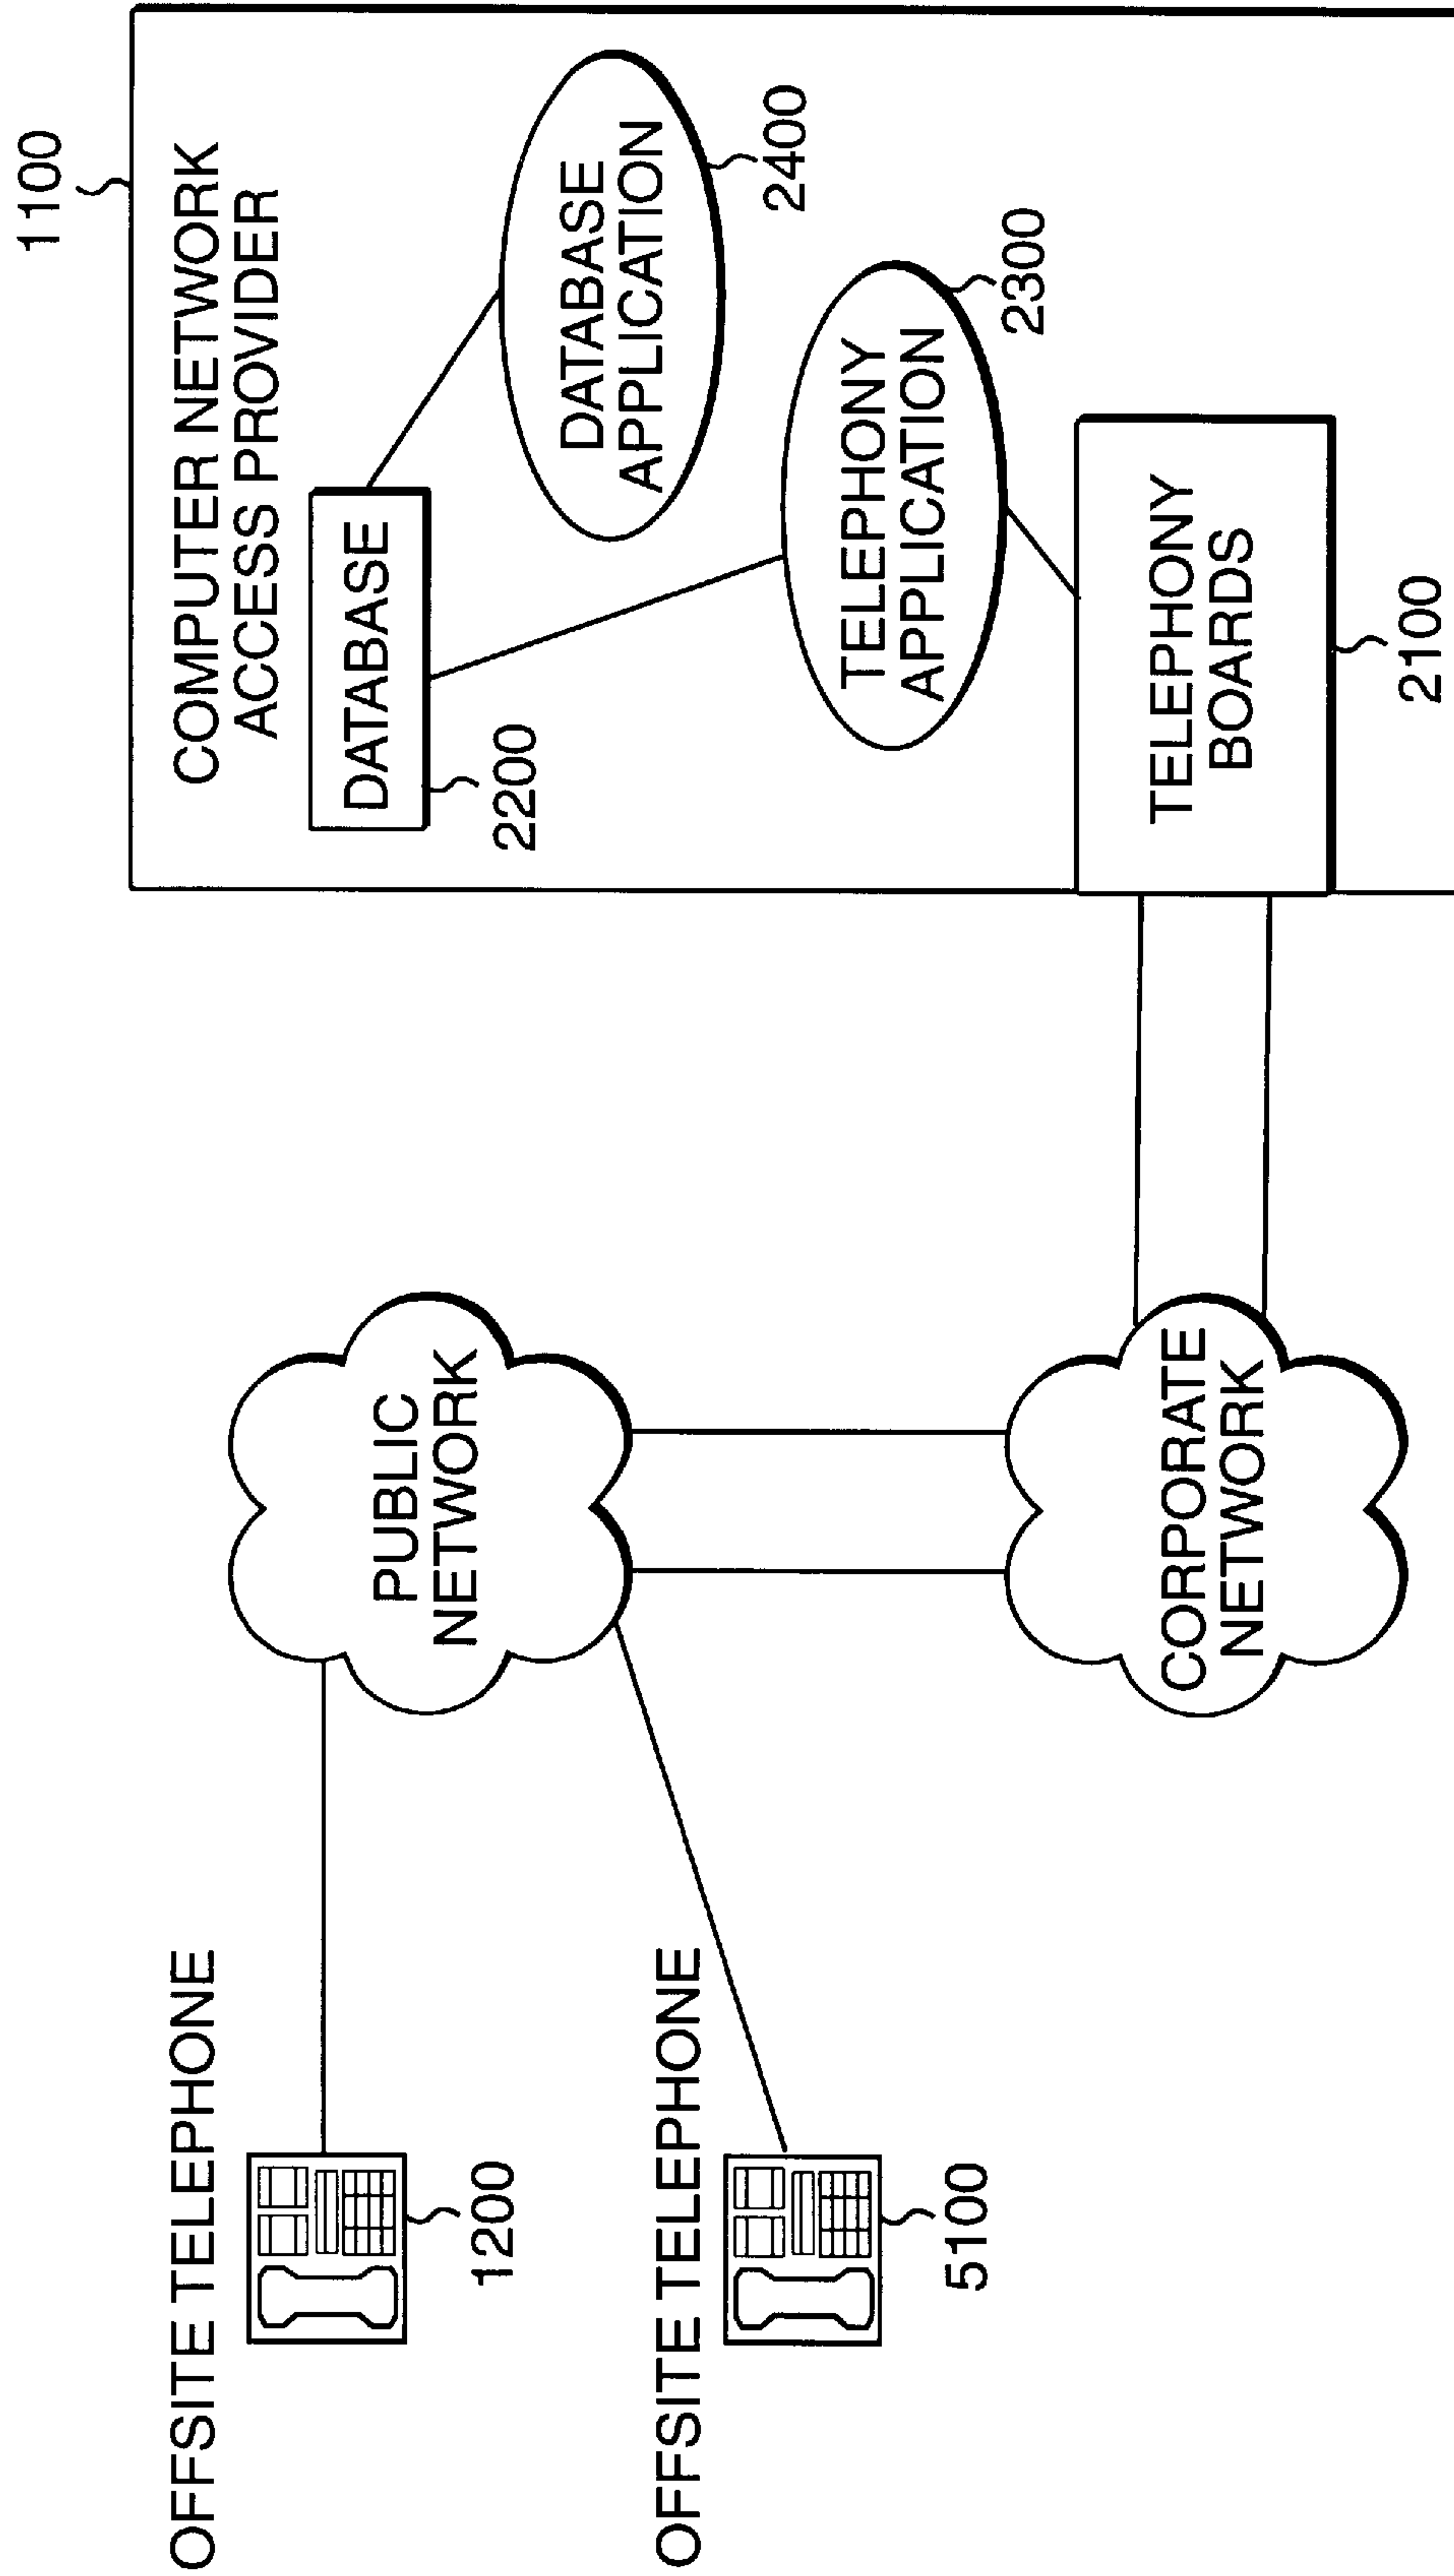 OFFSITE TELEPHONE
1200
OFFSITE TELEPHONE
5100
PUBLIC
NETWORK
CORPORATE
NETWORK
1100
COMPUTER NETWORK
ACCESS PROVIDER
DATABASE
2200
DATABASE
APPLICATION
2400
TELEPHONY
APPLICATION
2300
TELEPHONY
BOARDS
2100